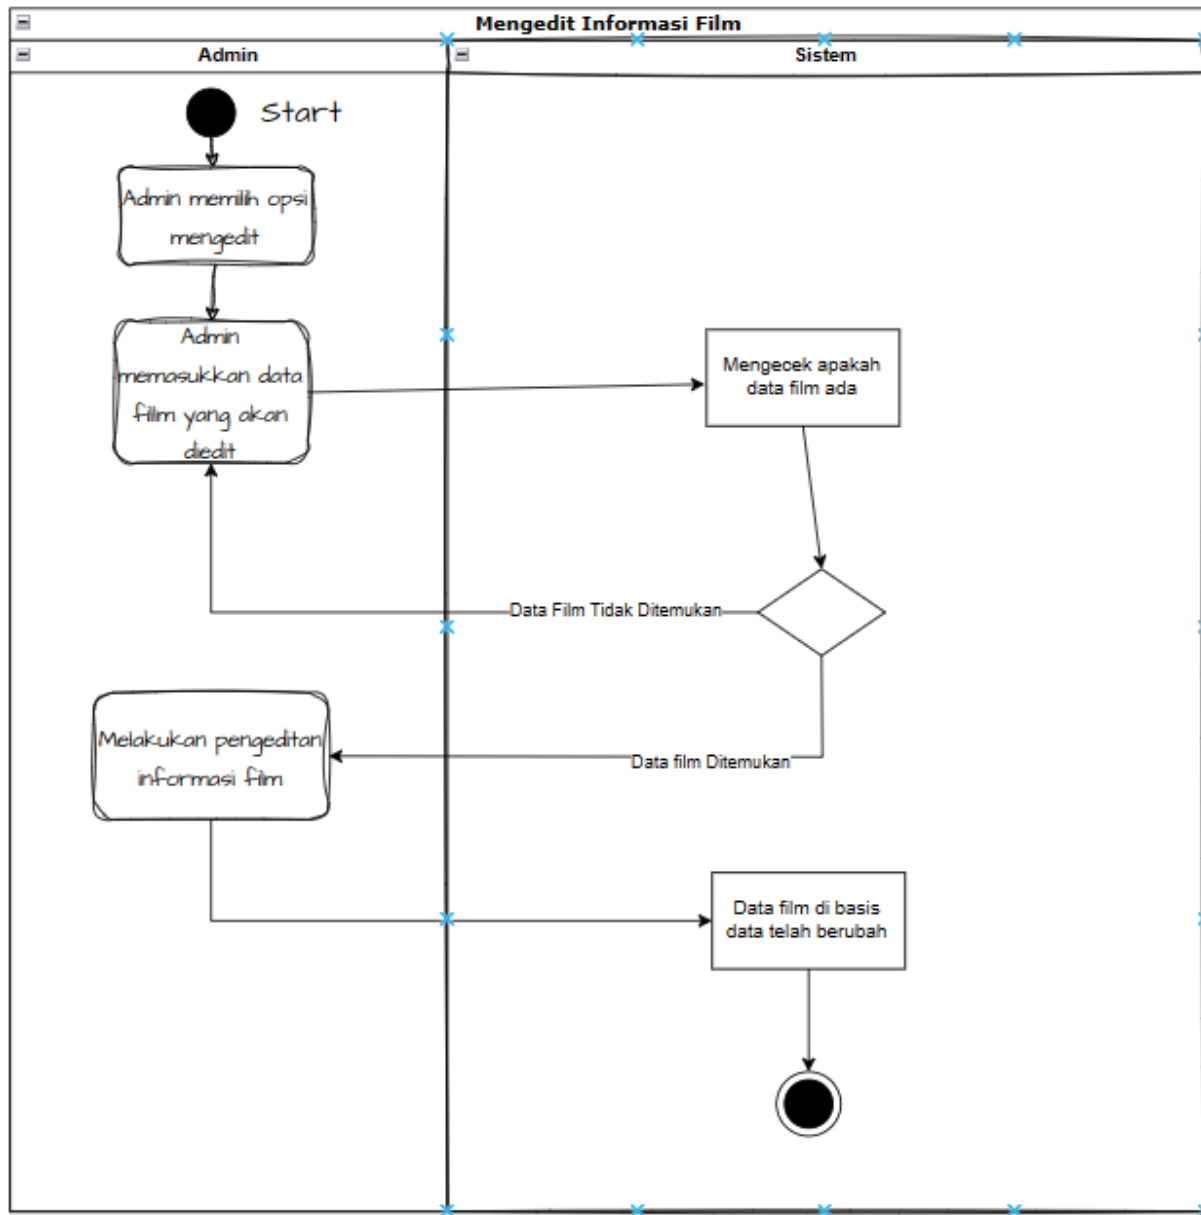 Mengedit Informasi Film
Admin
Sistem
Start
Admin memilih opsi
mengedit
Admin
memasukkan data
fiilm yang akan
diedit
Mengecek apakah
data film ada
Data Film Tidak Ditemukan
Melakukan pengeditan
informasi film
Data film Ditemukan
Data film di basis
data telah berubah